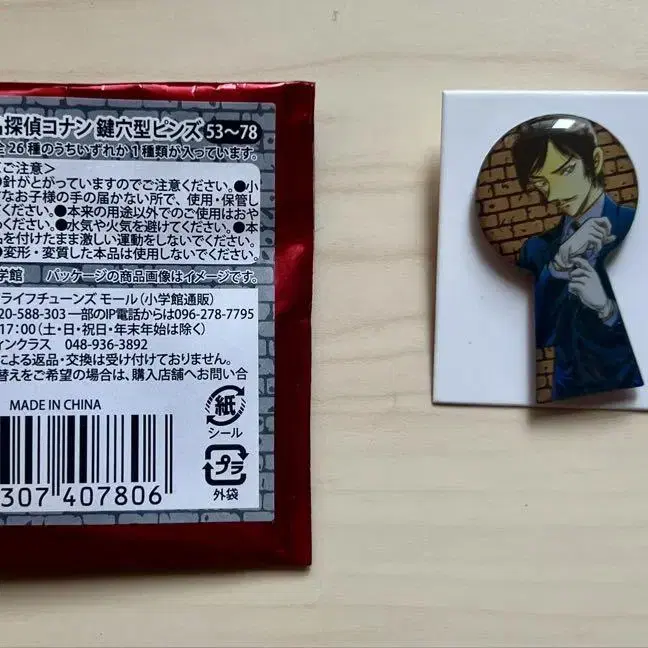 探偵コナン 鍵穴型ピンズ 53～78
全26種のうちいずれか1種類が入っています。
ご注意>
針がとがっていますのでご注意ください。●小
なお子様の手の届かない所で、使用・保管し
ください。●本来の用途以外でのご使用はおや
ください。●水気や火気を避けてください。●本
品を付けたまま激しい運動をしないでください。
●変形・変質した本品は使用しないでください。
学館 パッケージの商品画像はイメージです。
ライフチューンズ モール(小学館通販)
20-588-303 一部のIP電話からは096-278-7795
17:00(土・日・祝日・年末年始は除く)
インクラス 048-936-3892
による返品・交換は受け付けておりません。
替えをご希望の場合は、購入店舗へお問い合
MADE IN CHINA
紙
シール
プラ
外袋
307 407806